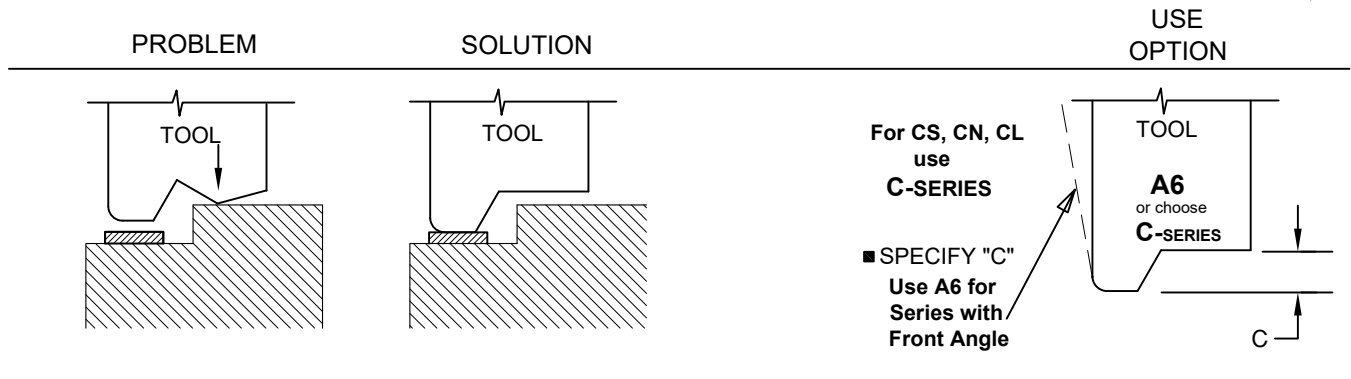 PROBLEM
SOLUTION
USE
OPTION
TOOL
TOOL
For CS, CN, CL
use
C-SERIES
■ SPECIFY "C"
Use A6 for
Series with
Front Angle
TOOL
A6
or choose
C-SERIES
C